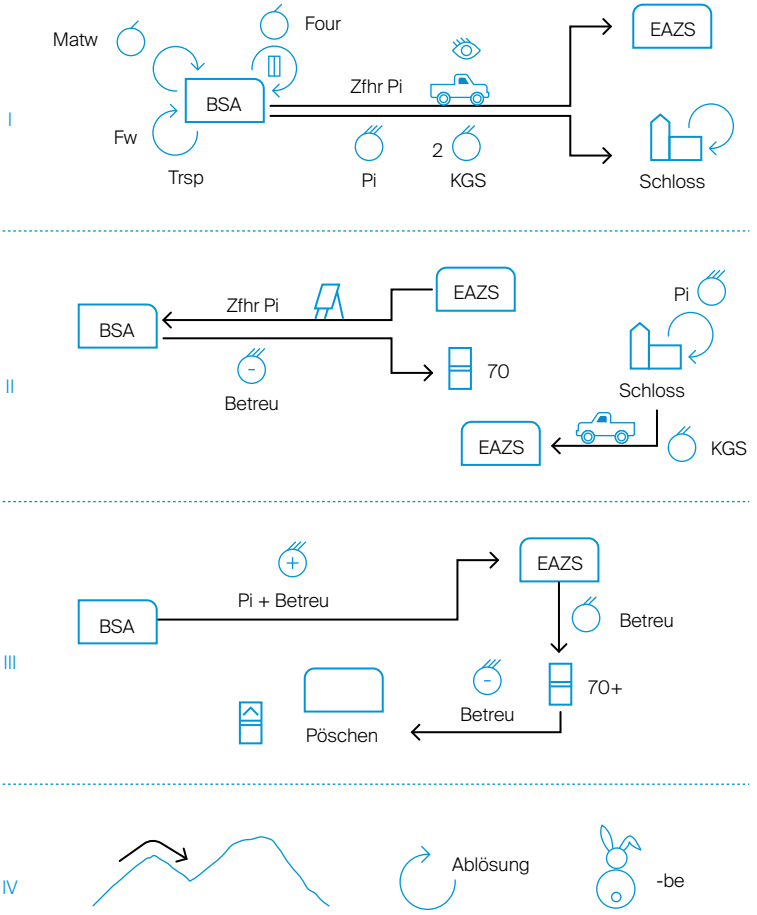 Matw
Four
EAZS
BSA
Zfhr Pi
I
Fw
2
Trsp
Pi
KGS
Schloss
EAZS
Pi
Zfhr Pi
BSA
70
II
Betreu
Schloss
EAZS
KGS
EAZS
Pi + Betreu
BSA
Betreu
III
70+
Betreu
Pöschen
IV
Ablösung
-be